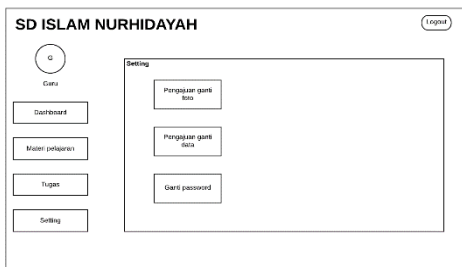 SD ISLAM NURHIDAYAH
Logout
G
Guru
Dashboard
Materi pelajaran
Tugas
Setting
Setting
Pengajuan ganti
foto
Pengajuan ganti
data
Ganti password